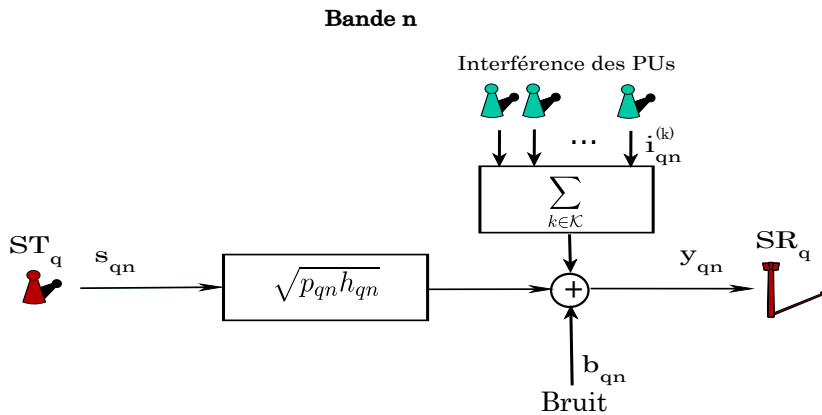 Bande n
Interférence des PUs
...
i_qn^(k)
∑_{k∈𝒦}
ST_q
s_qn
√(p_qn h_qn)
+
y_qn
SR_q
b_qn
Bruit